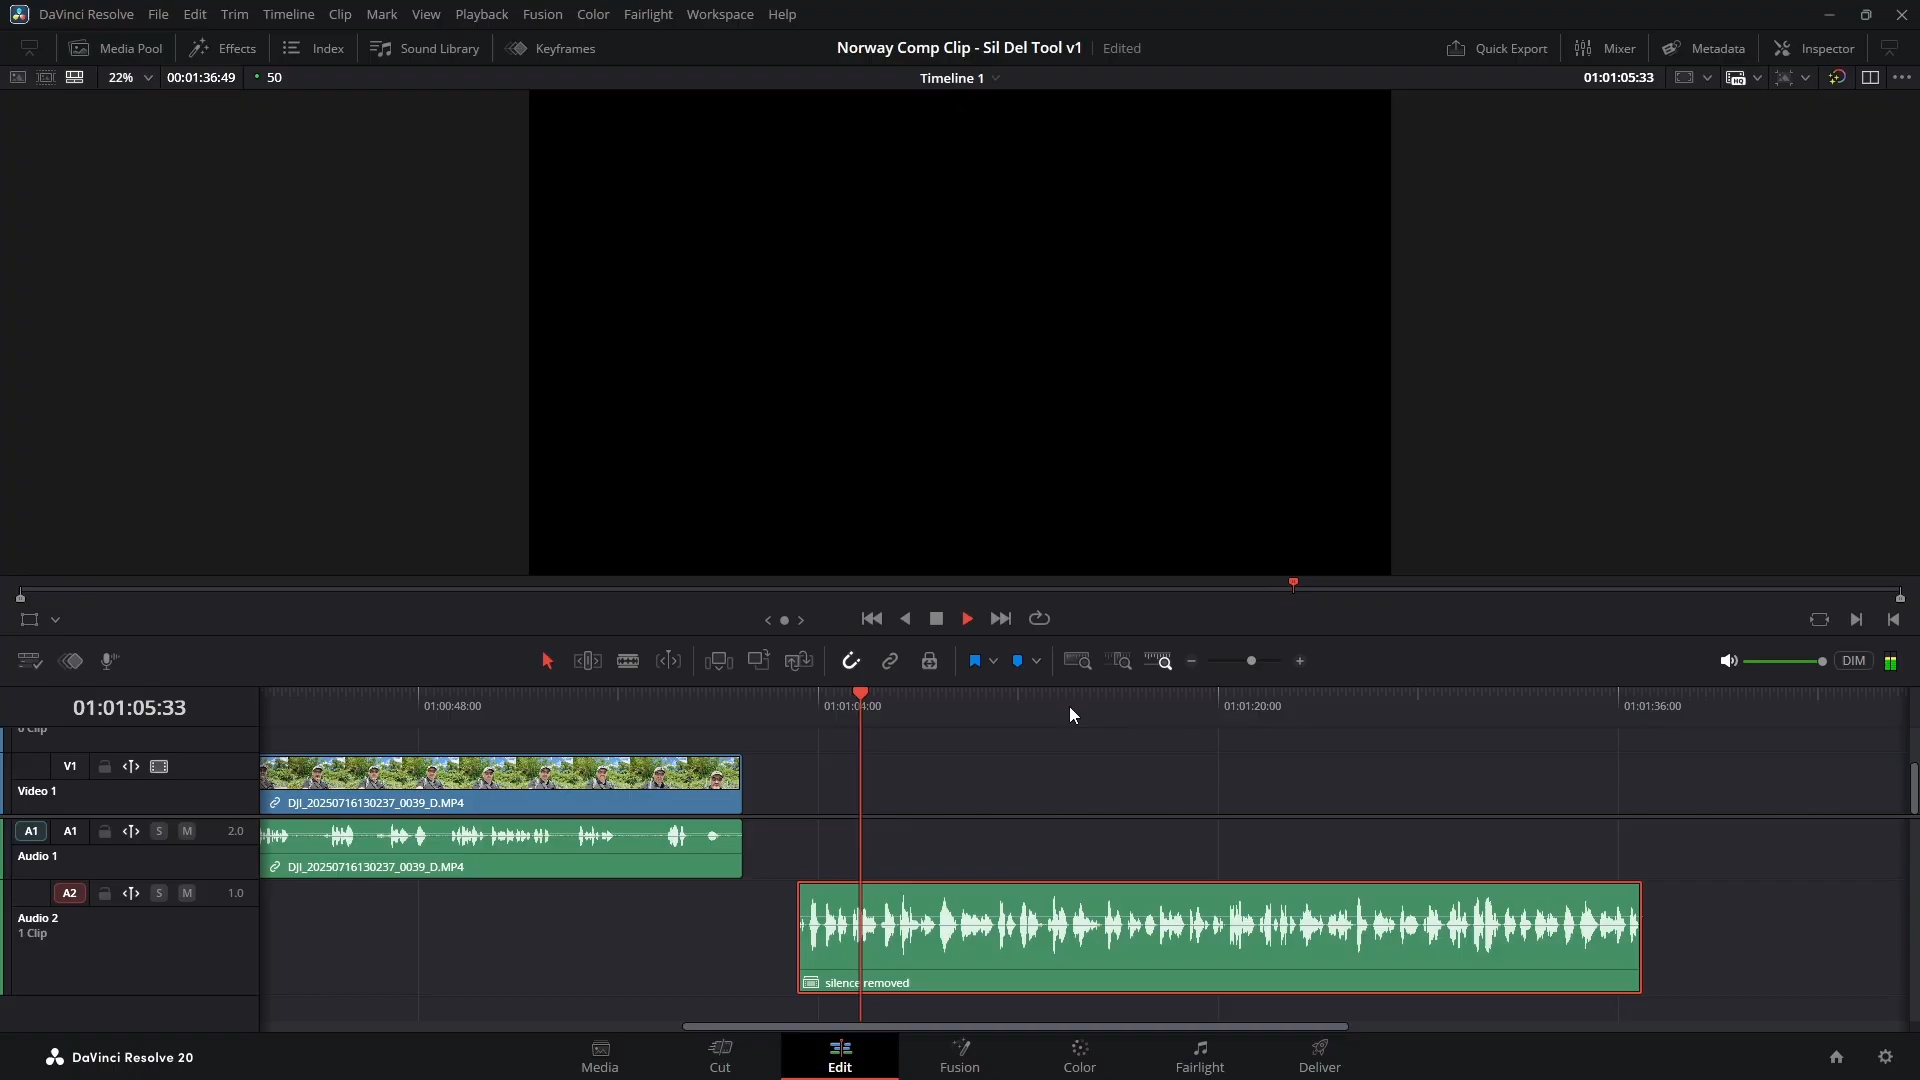 DaVinci Resolve File Edit Trim Timeline Clip Mark View Playback Fusion Color Fairlight Workspace Help
Media Pool Effects Index Sound Library Keyframes Norway Comp Clip - Sil Del Tool v1 Edited Quick Export Mixer Metadata Inspector
22% 00:01:36:49 50 Timeline 1 01:01:05:33
DIM
01:01:05:33 01:00:48:00 01:01:04:00 01:01:20:00 01:01:36:00
0 Clip
V1
Video 1
DJI_20250716130237_0039_D.MP4
A1 A1 S M 2.0
Audio 1
DJI_20250716130237_0039_D.MP4
A2 S M 1.0
Audio 2
1 Clip
silence removed
DaVinci Resolve 20
Media Cut Edit Fusion Color Fairlight Deliver